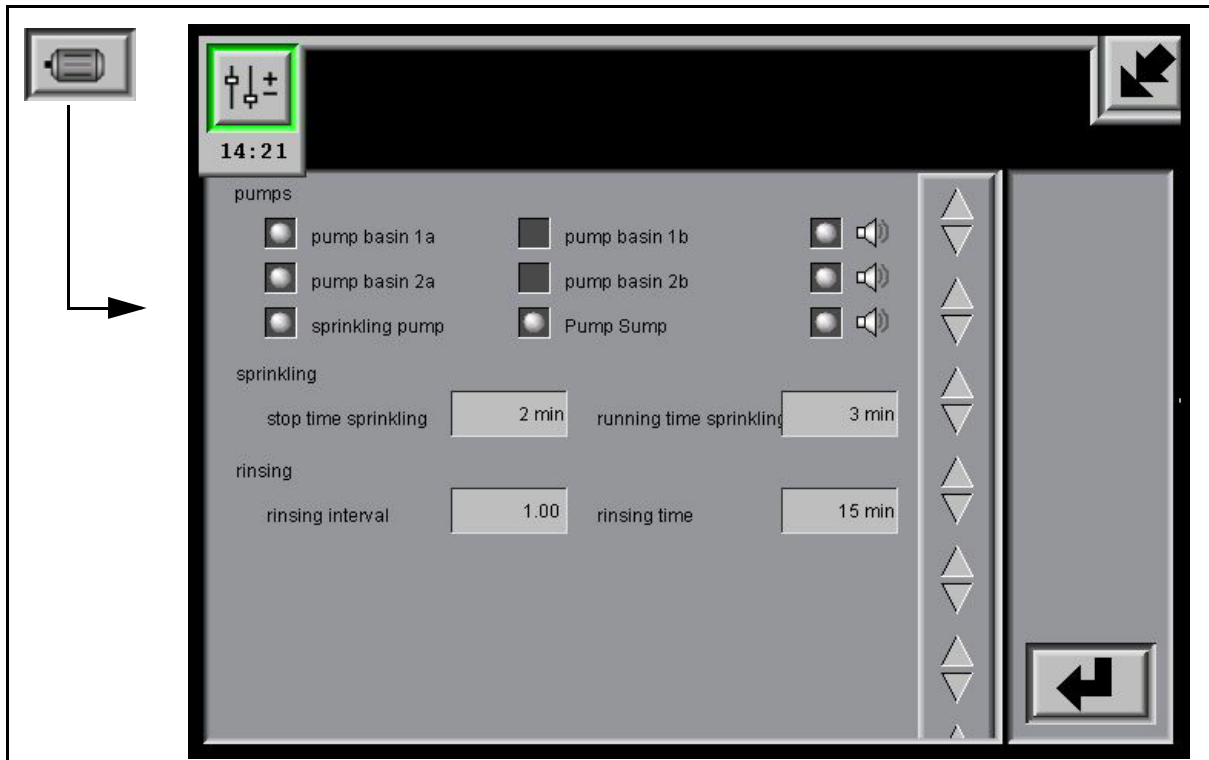 14:21
pumps
pump basin 1a pump basin 1b
pump basin 2a pump basin 2b
sprinkling pump Pump Sump
sprinkling
stop time sprinkling 2 min running time sprinkling 3 min
rinsing
rinsing interval 1.00 rinsing time 15 min